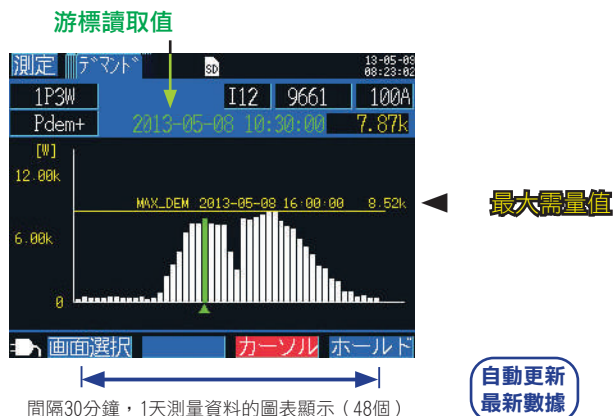 游標讀取值
測定 デマンド SD 13-05-09
08:23:02
1P3W I12 9661 100A
Pdem+ 2013-05-08 10:30:00 7.87k
[W]
12.00k
MAX_DEM 2013-05-08 16:00:00 8.52k
最大需量值
6.00k
0
画面選択 カーソル ホールド
自動更新
最新數據
間隔30分鐘，1天測量資料的圖表顯示（48個）